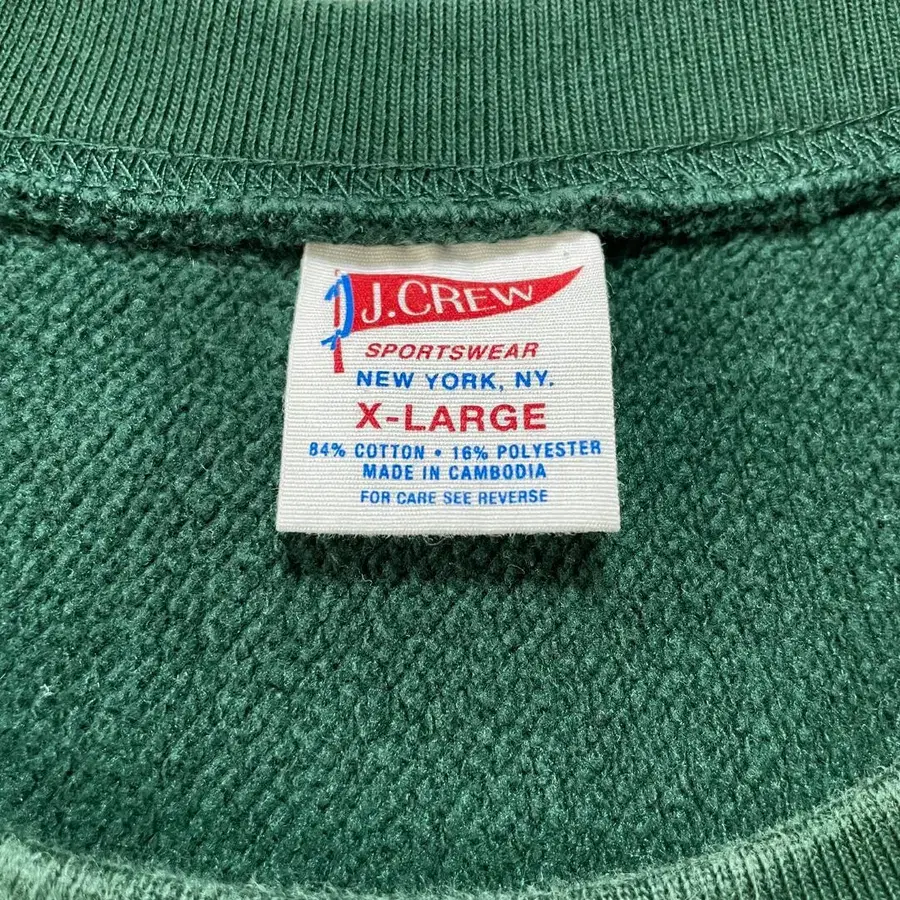 J.CREW
SPORTSWEAR
NEW YORK, NY.
X-LARGE
84% COTTON • 16% POLYESTER
MADE IN CAMBODIA
FOR CARE SEE REVERSE